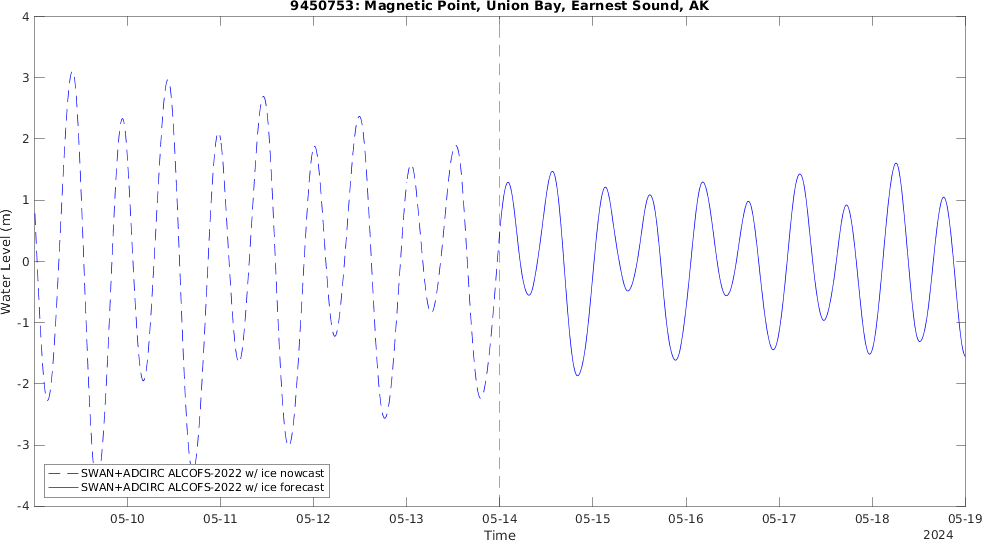 9450753: Magnetic Point, Union Bay, Earnest Sound, AK
4
3
2
1
0
-1
-2
-3
-4
Water Level (m)
SWAN+ADCIRC ALCOFS-2022 w/ ice nowcast
SWAN+ADCIRC ALCOFS-2022 w/ ice forecast
05-10 05-11 05-12 05-13 05-14 05-15 05-16 05-17 05-18 05-19
Time
2024